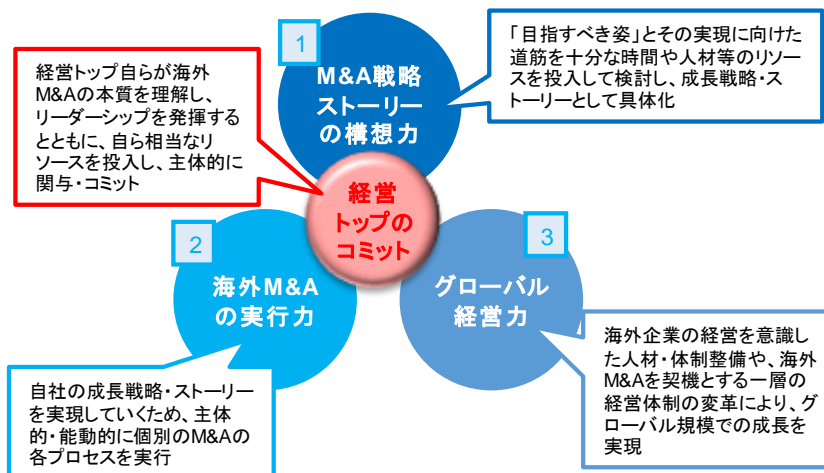 1
M&A戦略
ストーリー
の構想力
「目指すべき姿」とその実現に向けた
道筋を十分な時間や人材等のリソー
スを投入して検討し、成長戦略・ス
トーリーとして具体化
経営トップ自らが海外
M&Aの本質を理解し、
リーダーシップを発揮する
とともに、自ら相当なリ
ソースを投入し、主体的に
関与・コミット
経営
トップの
コミット
2
海外M&A
の実行力
3
グローバル
経営力
自社の成長戦略・ストーリー
を実現していくため、主体
的・能動的に個別のM&Aの
各プロセスを実行
海外企業の経営を意識し
た人材・体制整備や、海外
M&Aを契機とする一層の
経営体制の変革により、グ
ローバル規模での成長を
実現